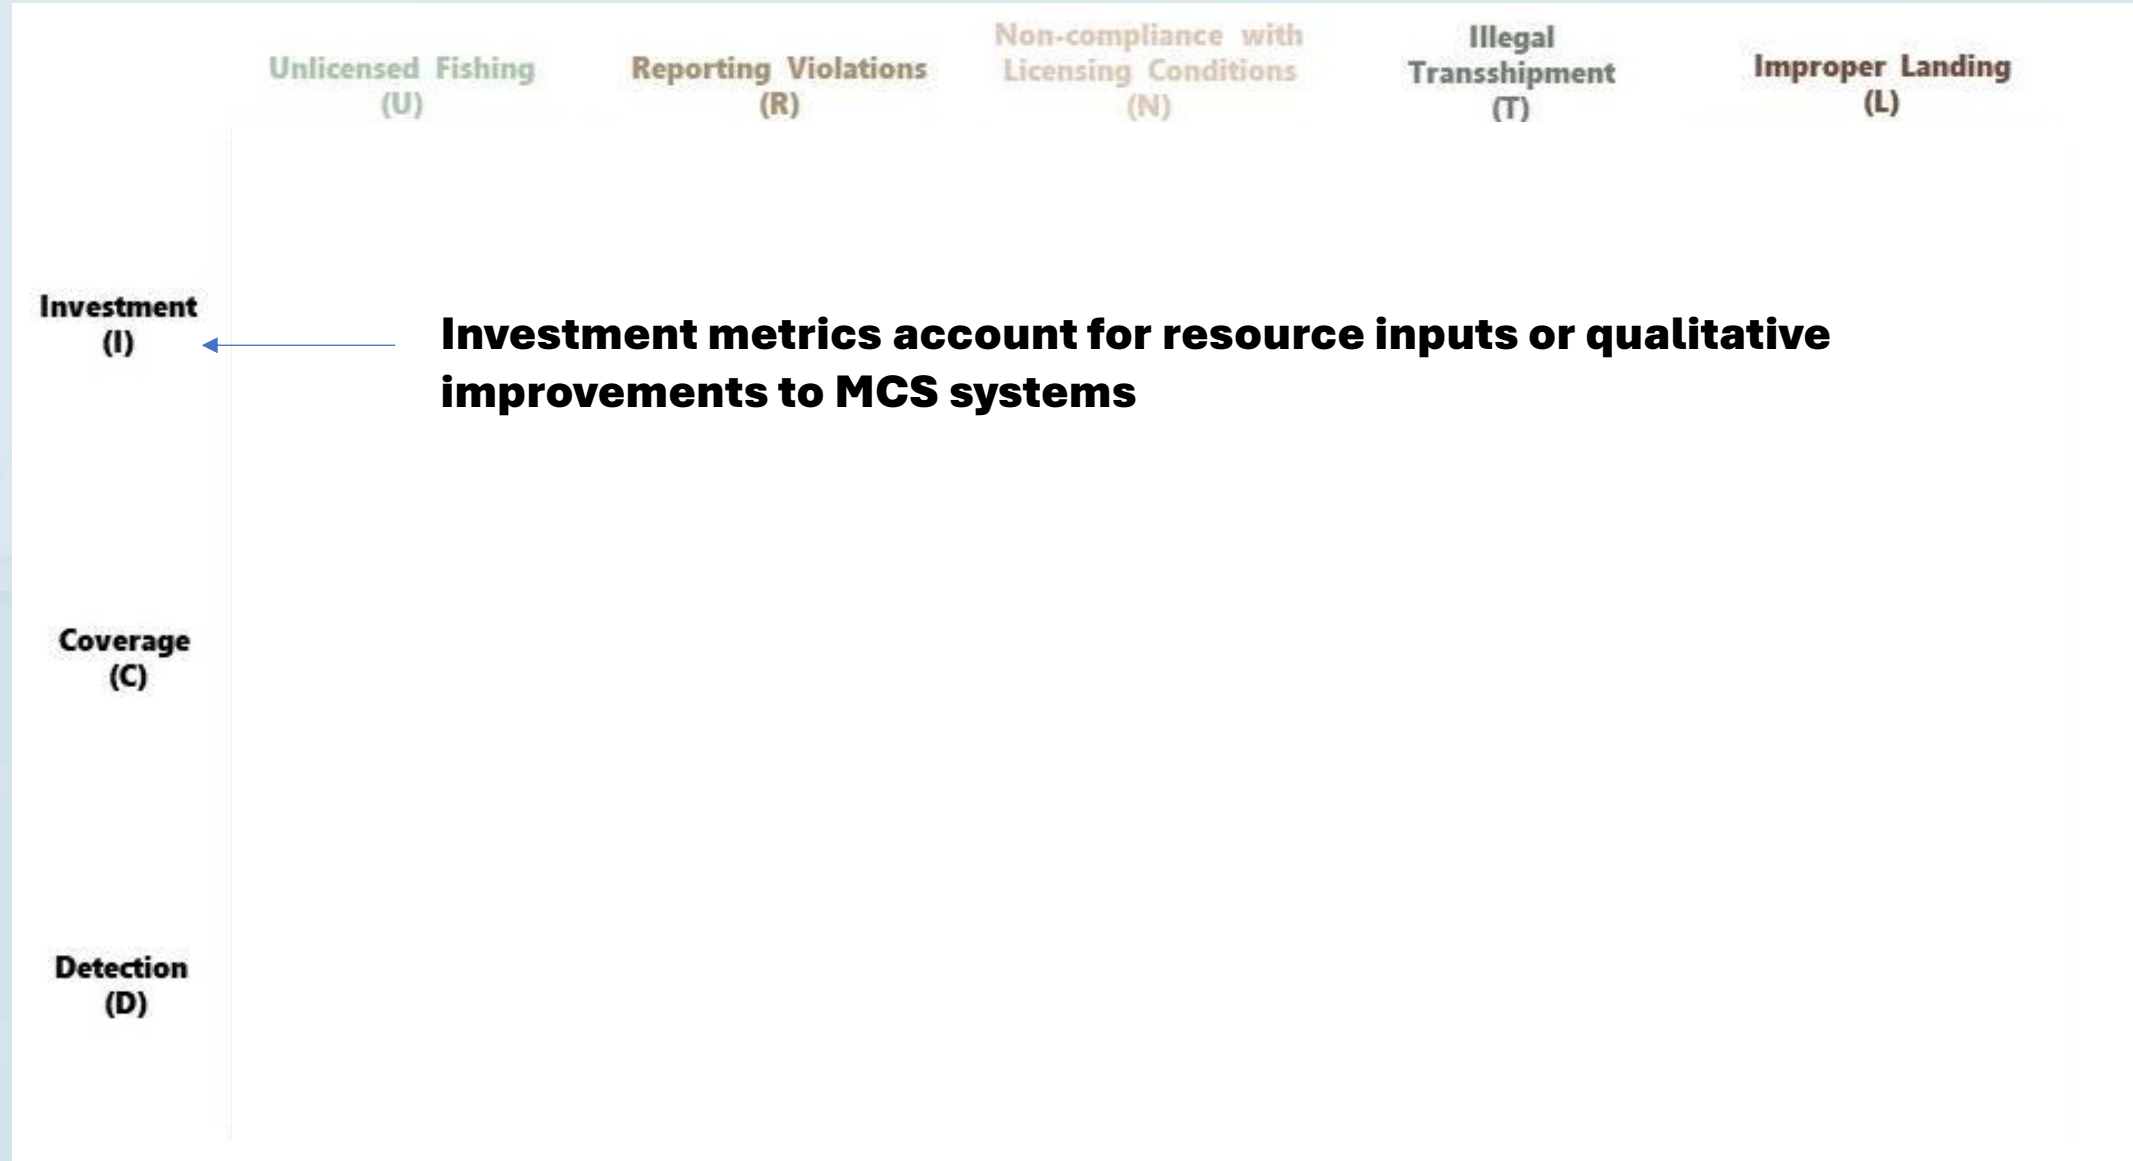 Unlicensed Fishing
(U)
Reporting Violations
(R)
Non-compliance with
Licensing Conditions
(N)
Illegal
Transshipment
(T)
Improper Landing
(L)
Investment
(I)
Investment metrics account for resource inputs or qualitative
improvements to MCS systems
Coverage
(C)
Detection
(D)